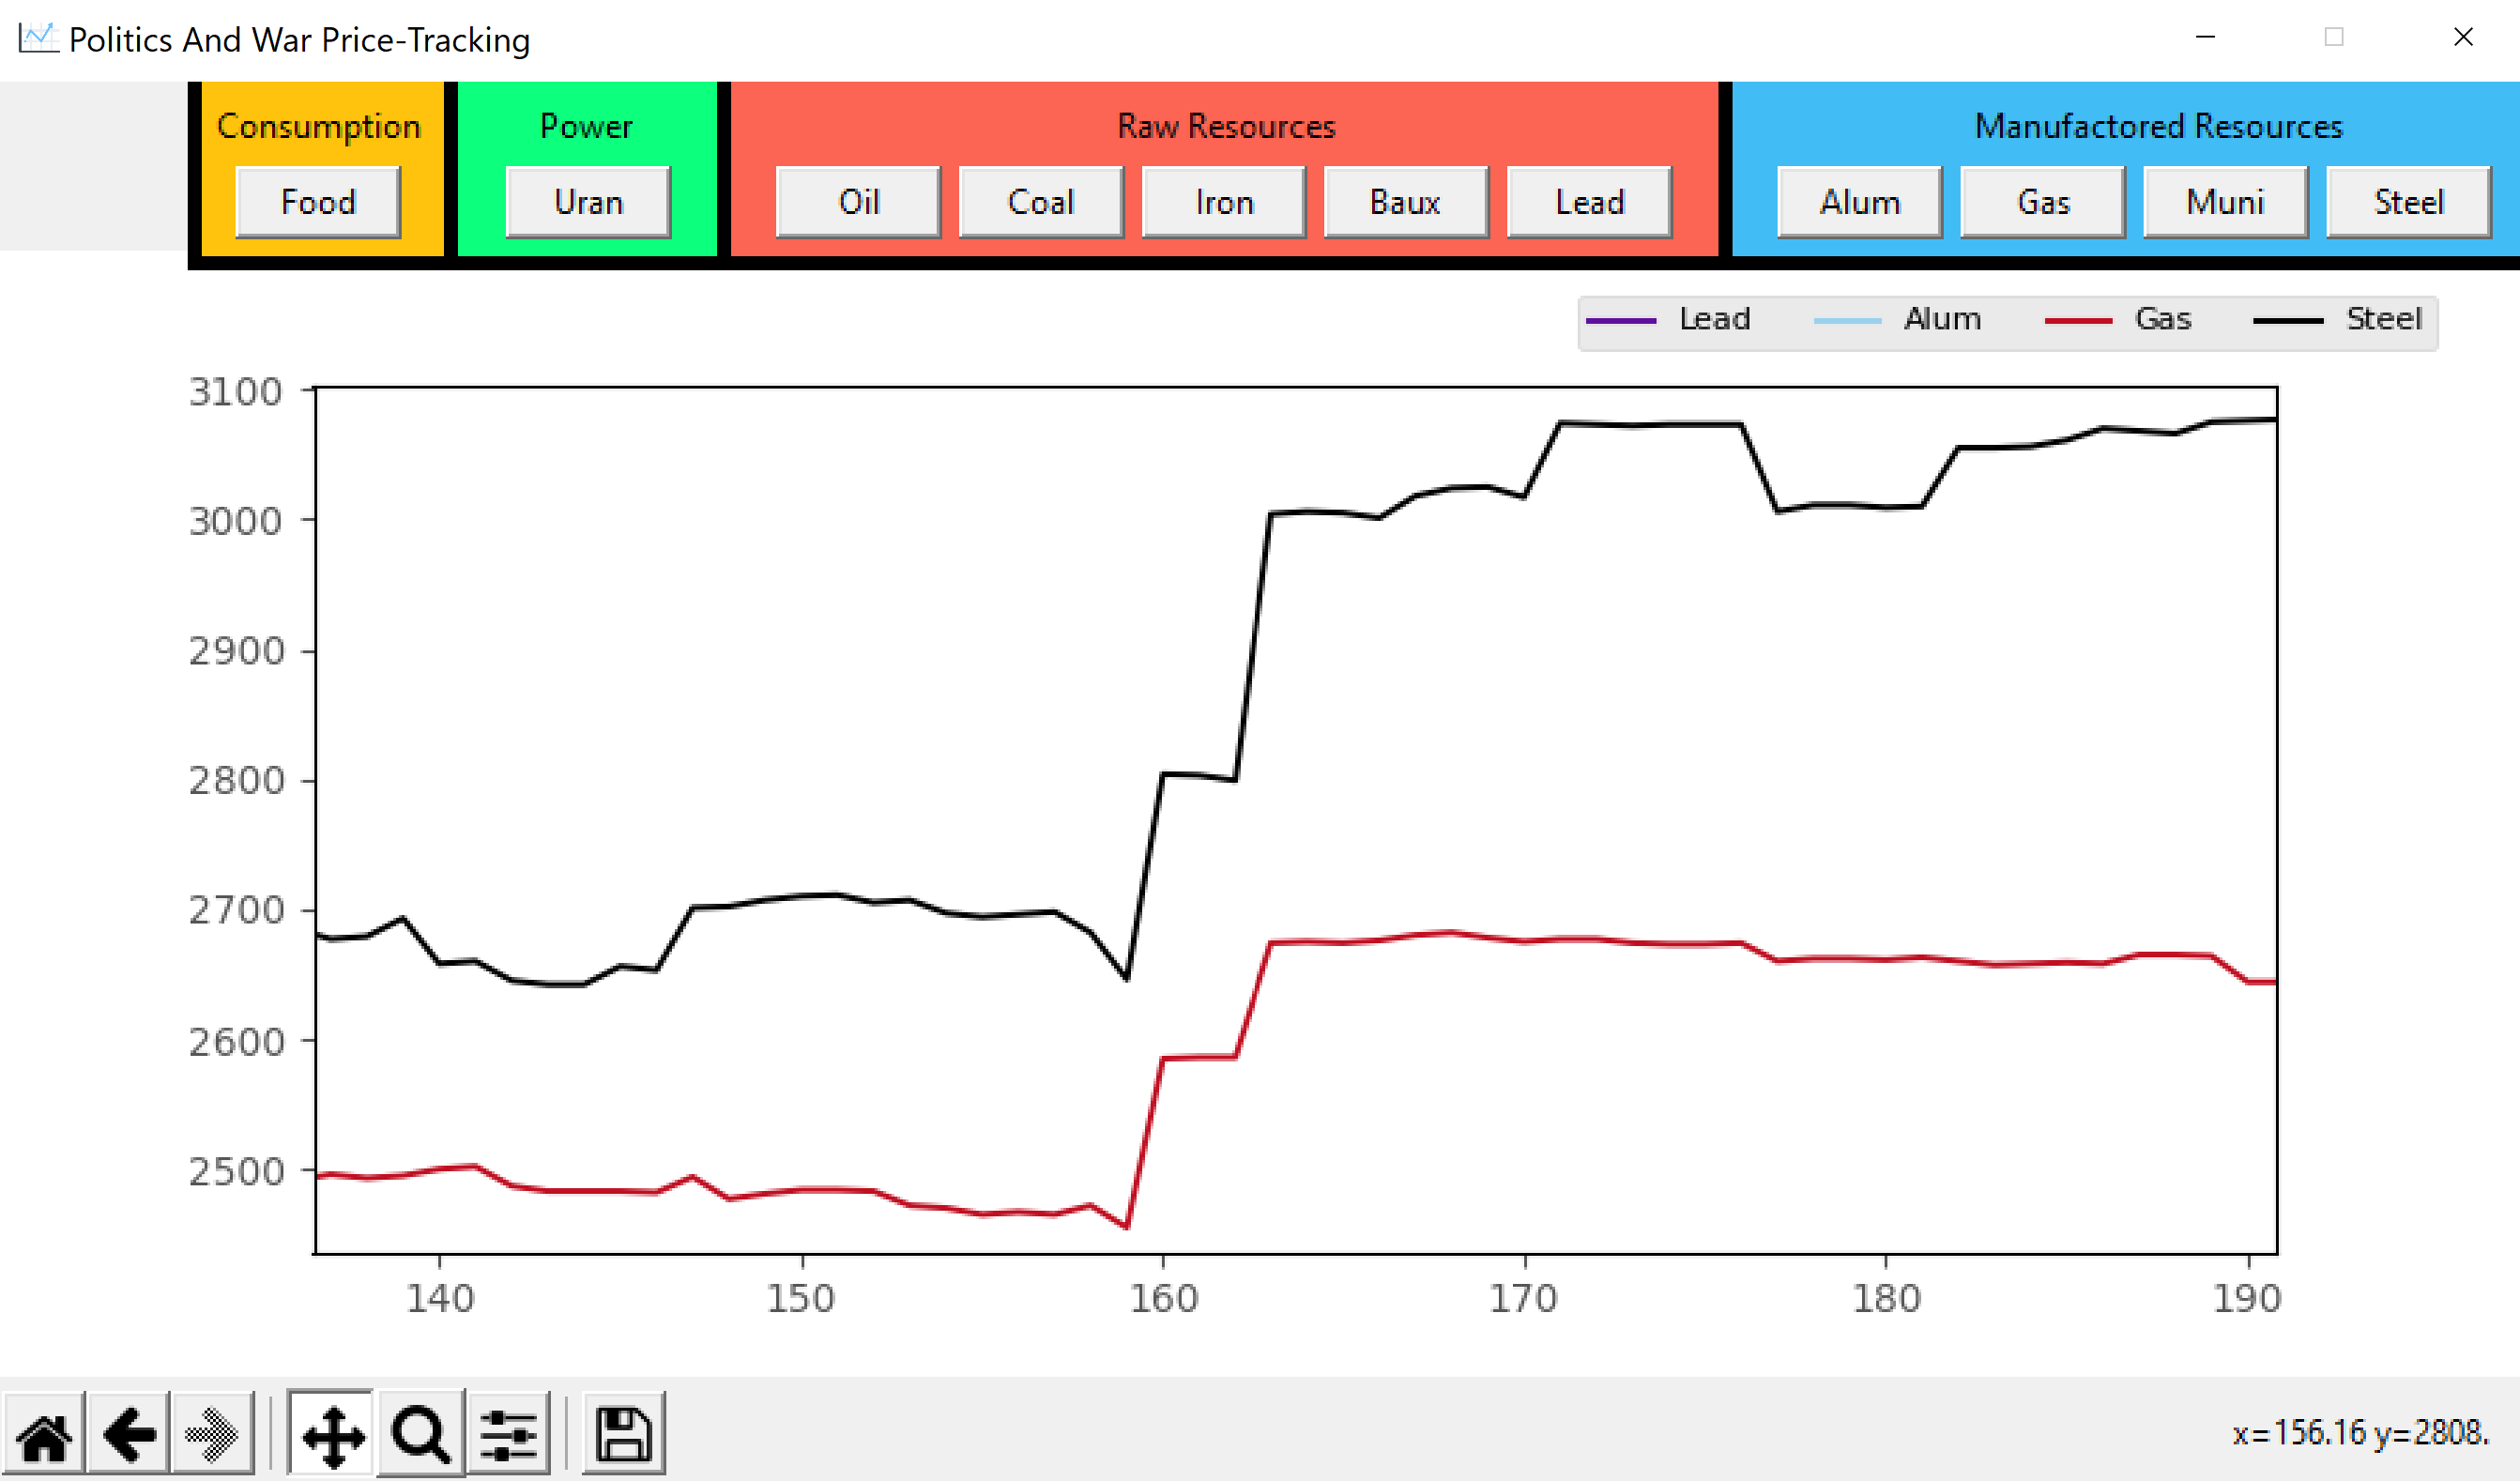 Politics And War Price-Tracking
Consumption Power Raw Resources Manufactored Resources
Food Uran Oil Coal Iron Baux Lead Alum Gas Muni Steel
Lead Alum Gas Steel
3100
3000
2900
2800
2700
2600
2500
140 150 160 170 180 190
x=156.16 y=2808.